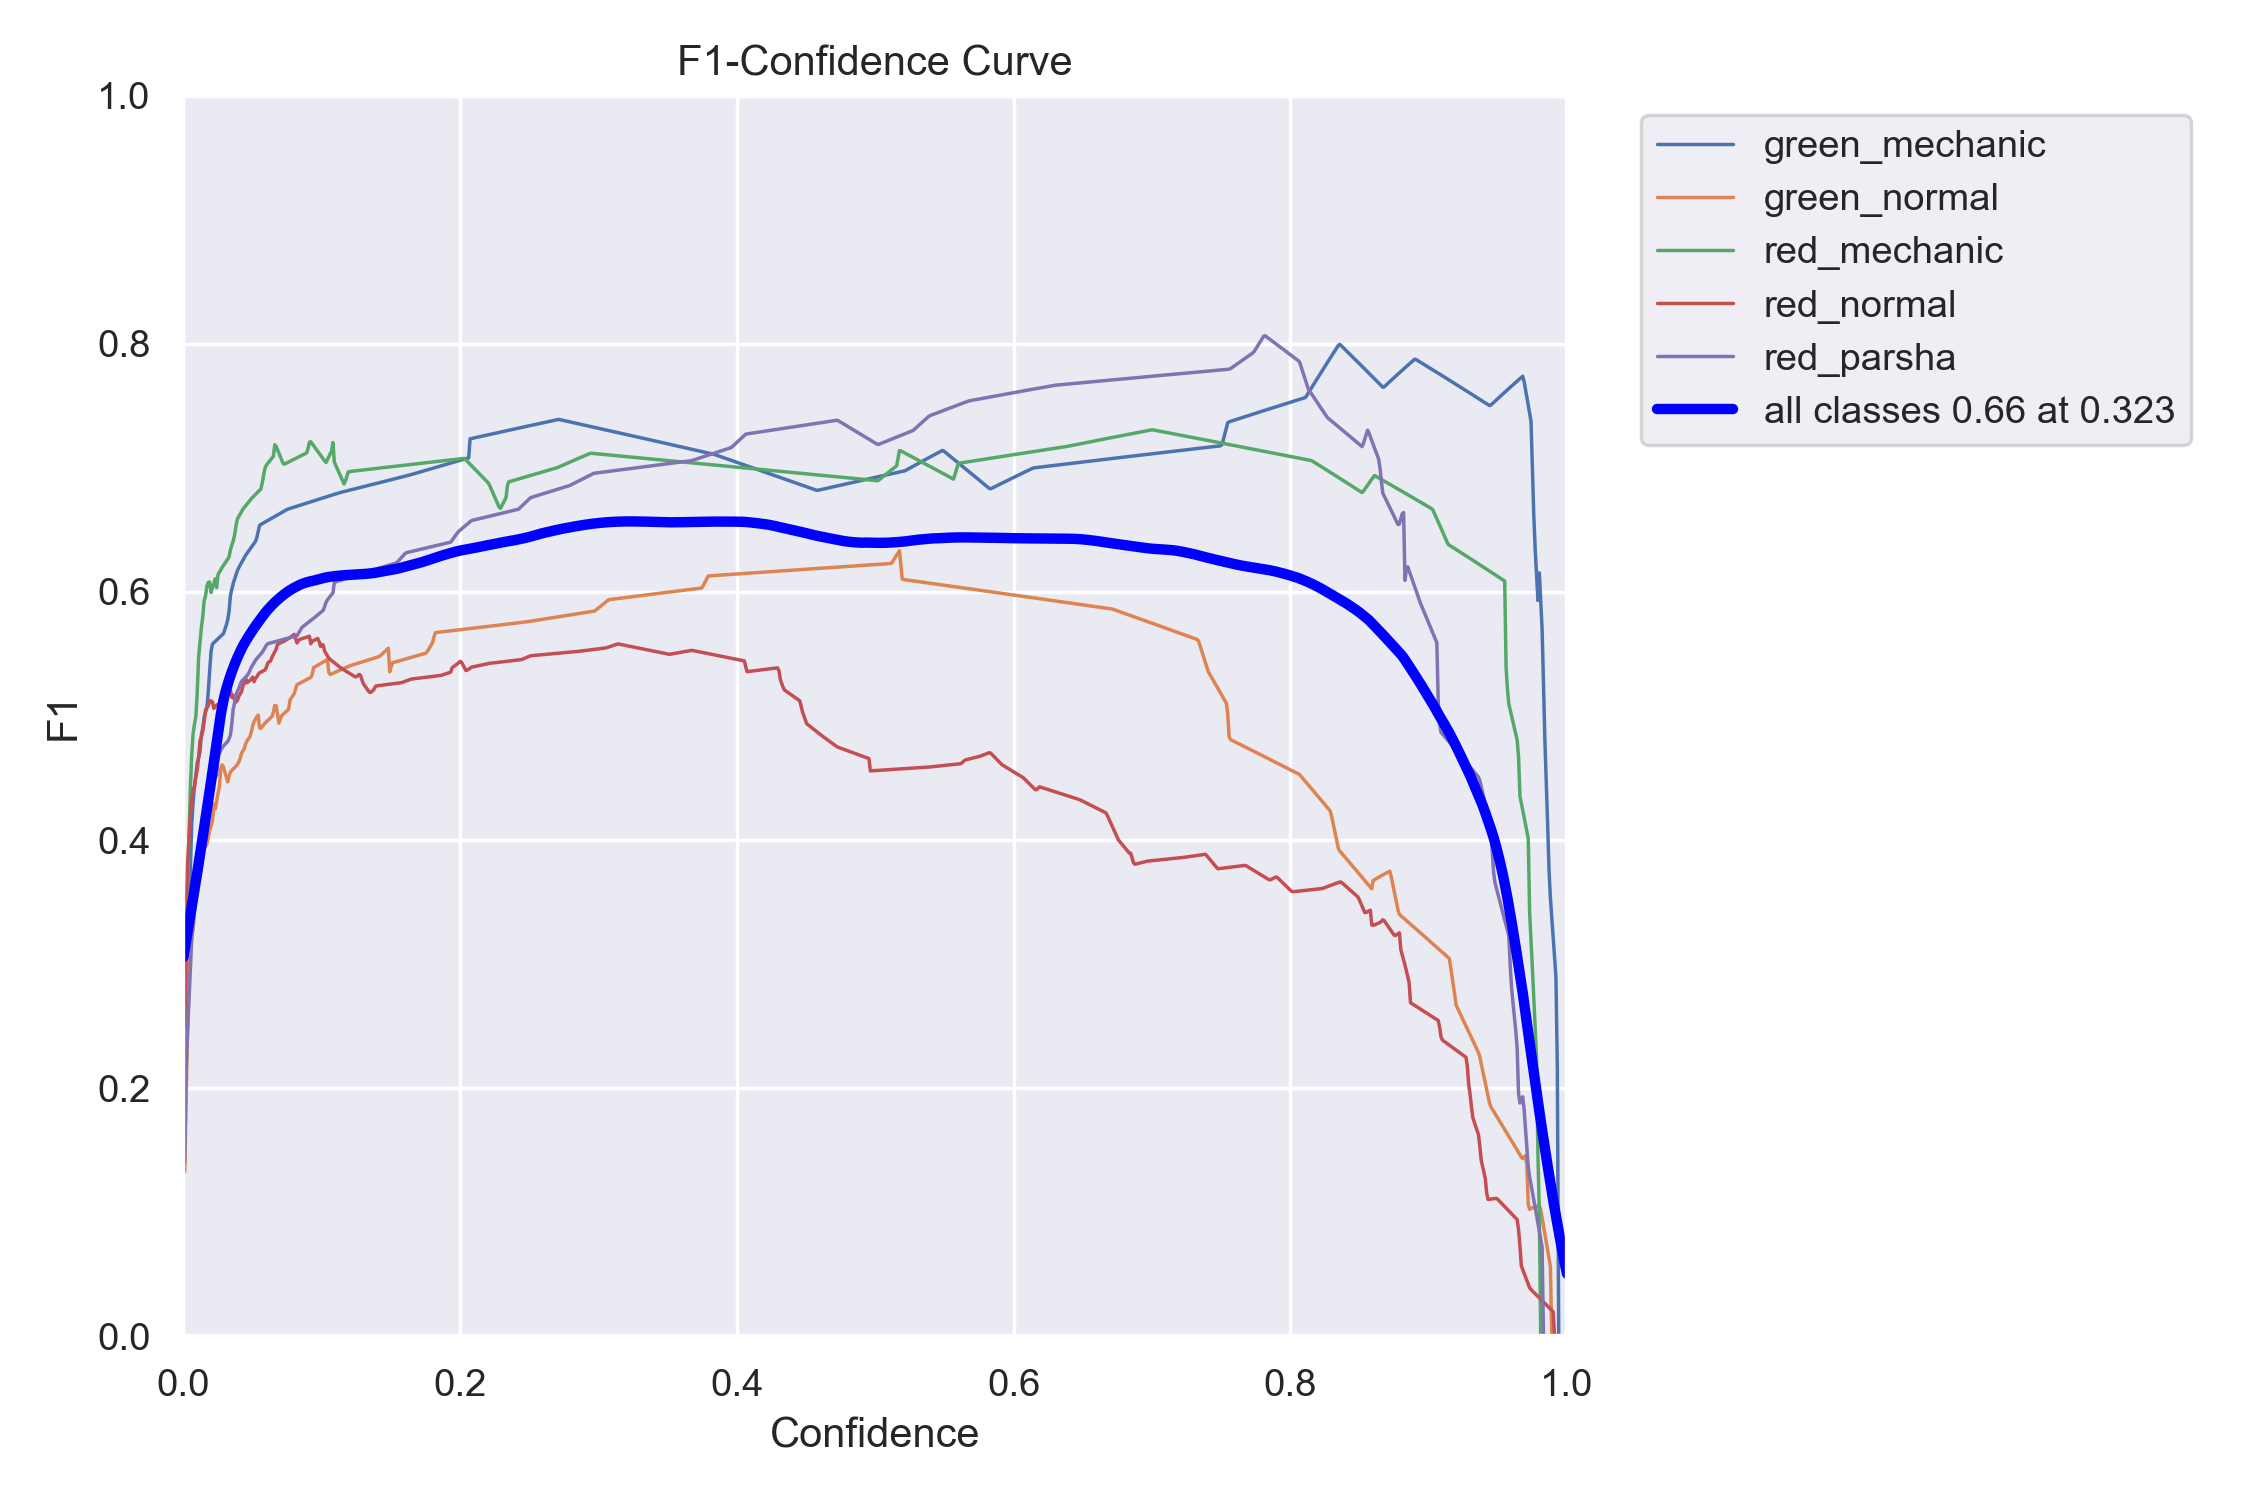 F1-Confidence Curve
1.0
0.8
0.6
0.4
0.2
0.0
F1
0.0 0.2 0.4 0.6 0.8 1.0
Confidence
green_mechanic
green_normal
red_mechanic
red_normal
red_parsha
all classes 0.66 at 0.323